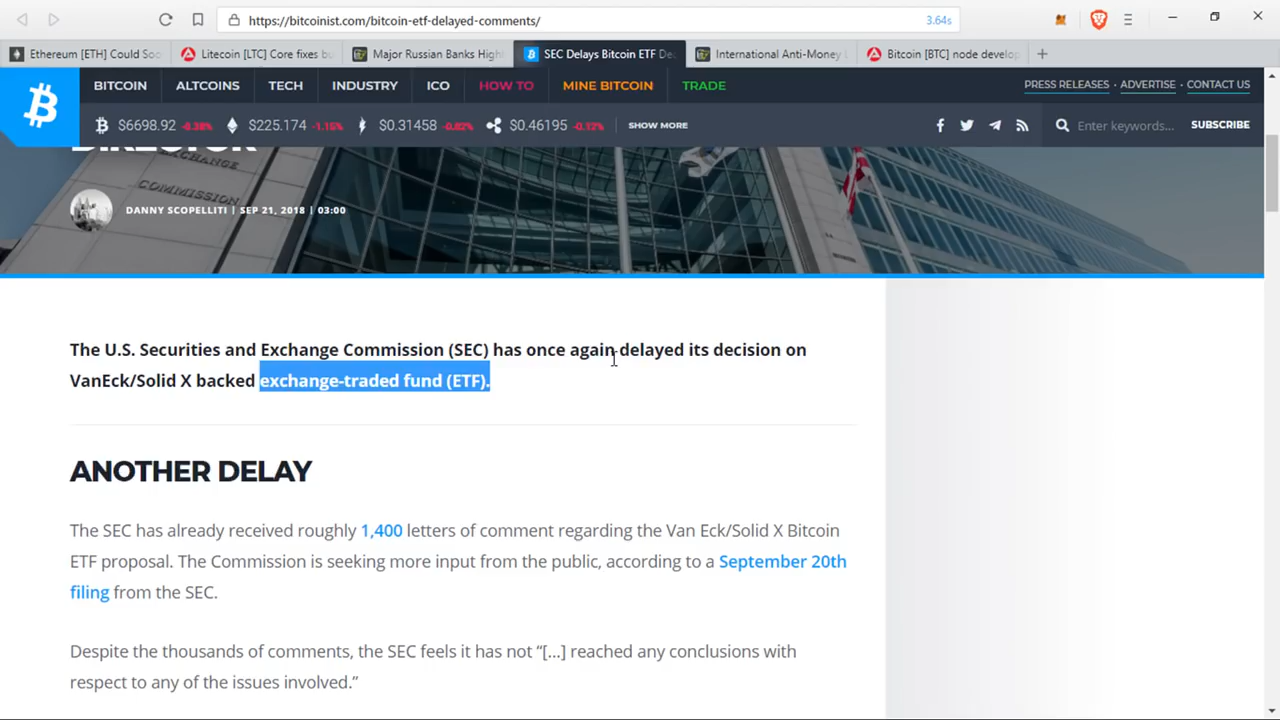 https://bitcoinist.com/bitcoin-etf-delayed-comments/
3.64s
Ethereum [ETH] Could Soo
Litecoin [LTC] Core fixes bu
Major Russian Banks High
SEC Delays Bitcoin ETF De
International Anti-Money L
Bitcoin [BTC] node develop
BITCOIN
ALTCOINS
TECH
INDUSTRY
ICO
HOW TO
MINE BITCOIN
TRADE
PRESS RELEASES · ADVERTISE · CONTACT US
$6698.92 -0.38%
$225.174 -1.15%
$0.31458 -0.82%
$0.46195 -0.12%
SHOW MORE
Enter keywords...
SUBSCRIBE
DIRECTOR
EXCHANGE
COMMISSION
DANNY SCOPELLITI | SEP 21, 2018 | 03:00
The U.S. Securities and Exchange Commission (SEC) has once again delayed its decision on
VanEck/Solid X backed exchange-traded fund (ETF).
ANOTHER DELAY
The SEC has already received roughly 1,400 letters of comment regarding the Van Eck/Solid X Bitcoin
ETF proposal. The Commission is seeking more input from the public, according to a September 20th
filing from the SEC.
Despite the thousands of comments, the SEC feels it has not “[…] reached any conclusions with
respect to any of the issues involved.”